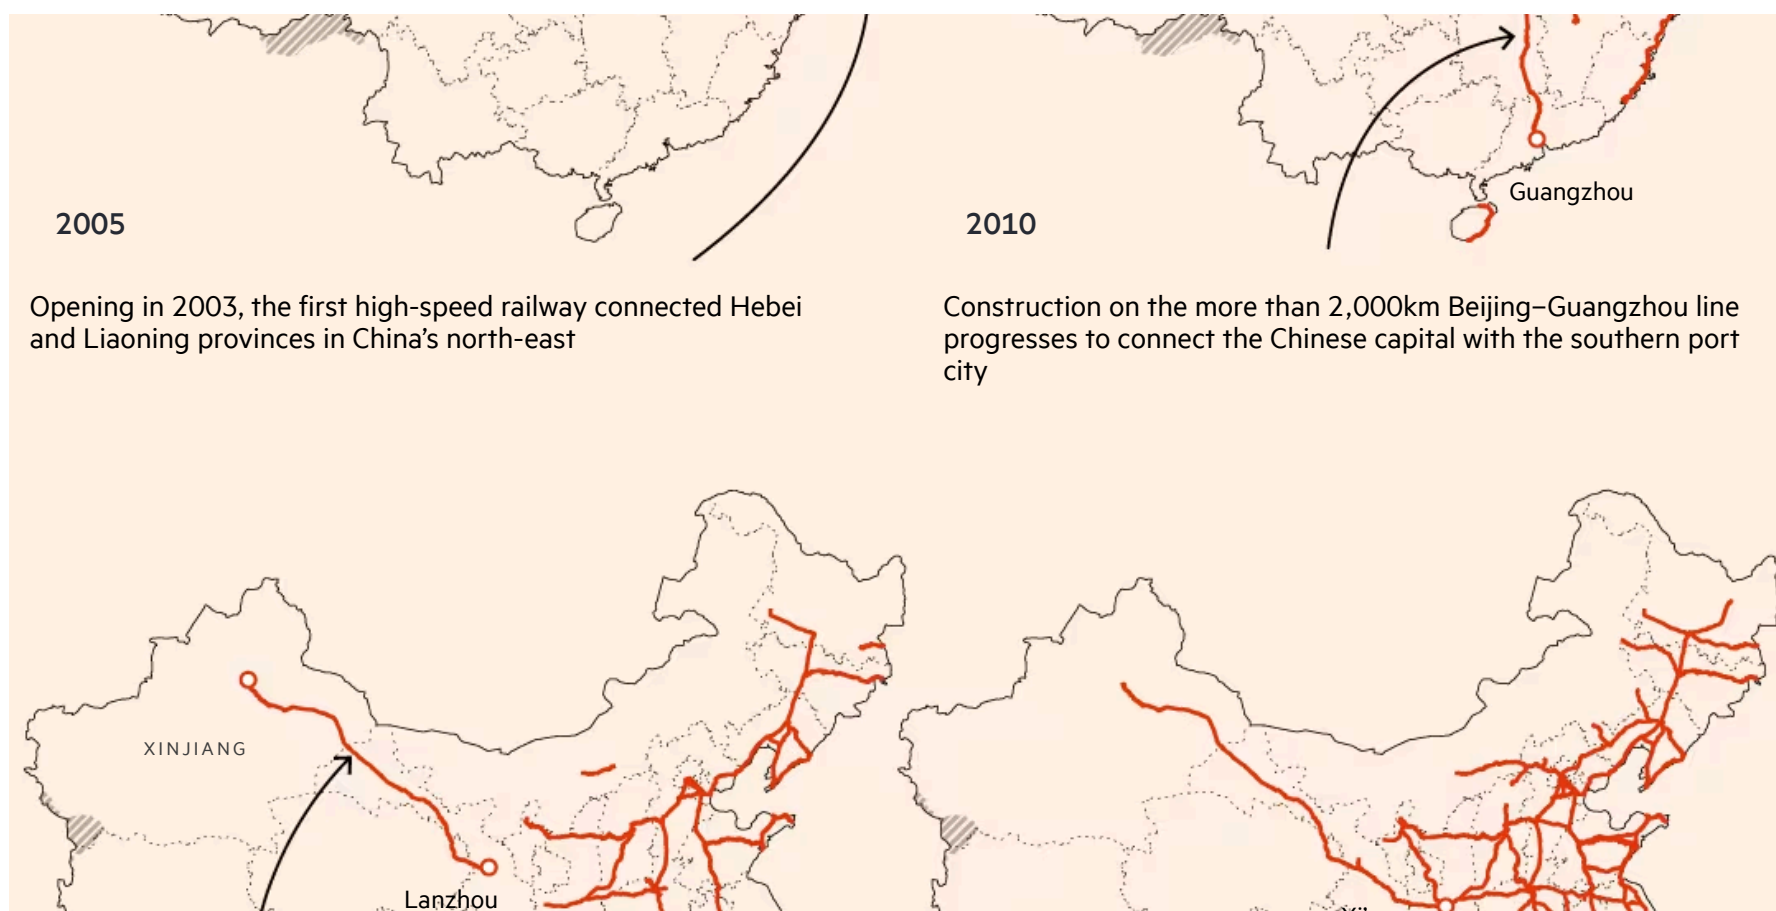 Guangzhou
2005
2010
Opening in 2003, the first high-speed railway connected Hebei
and Liaoning provinces in China’s north-east
Construction on the more than 2,000km Beijing–Guangzhou line
progresses to connect the Chinese capital with the southern port
city
XINJIANG
Lanzhou